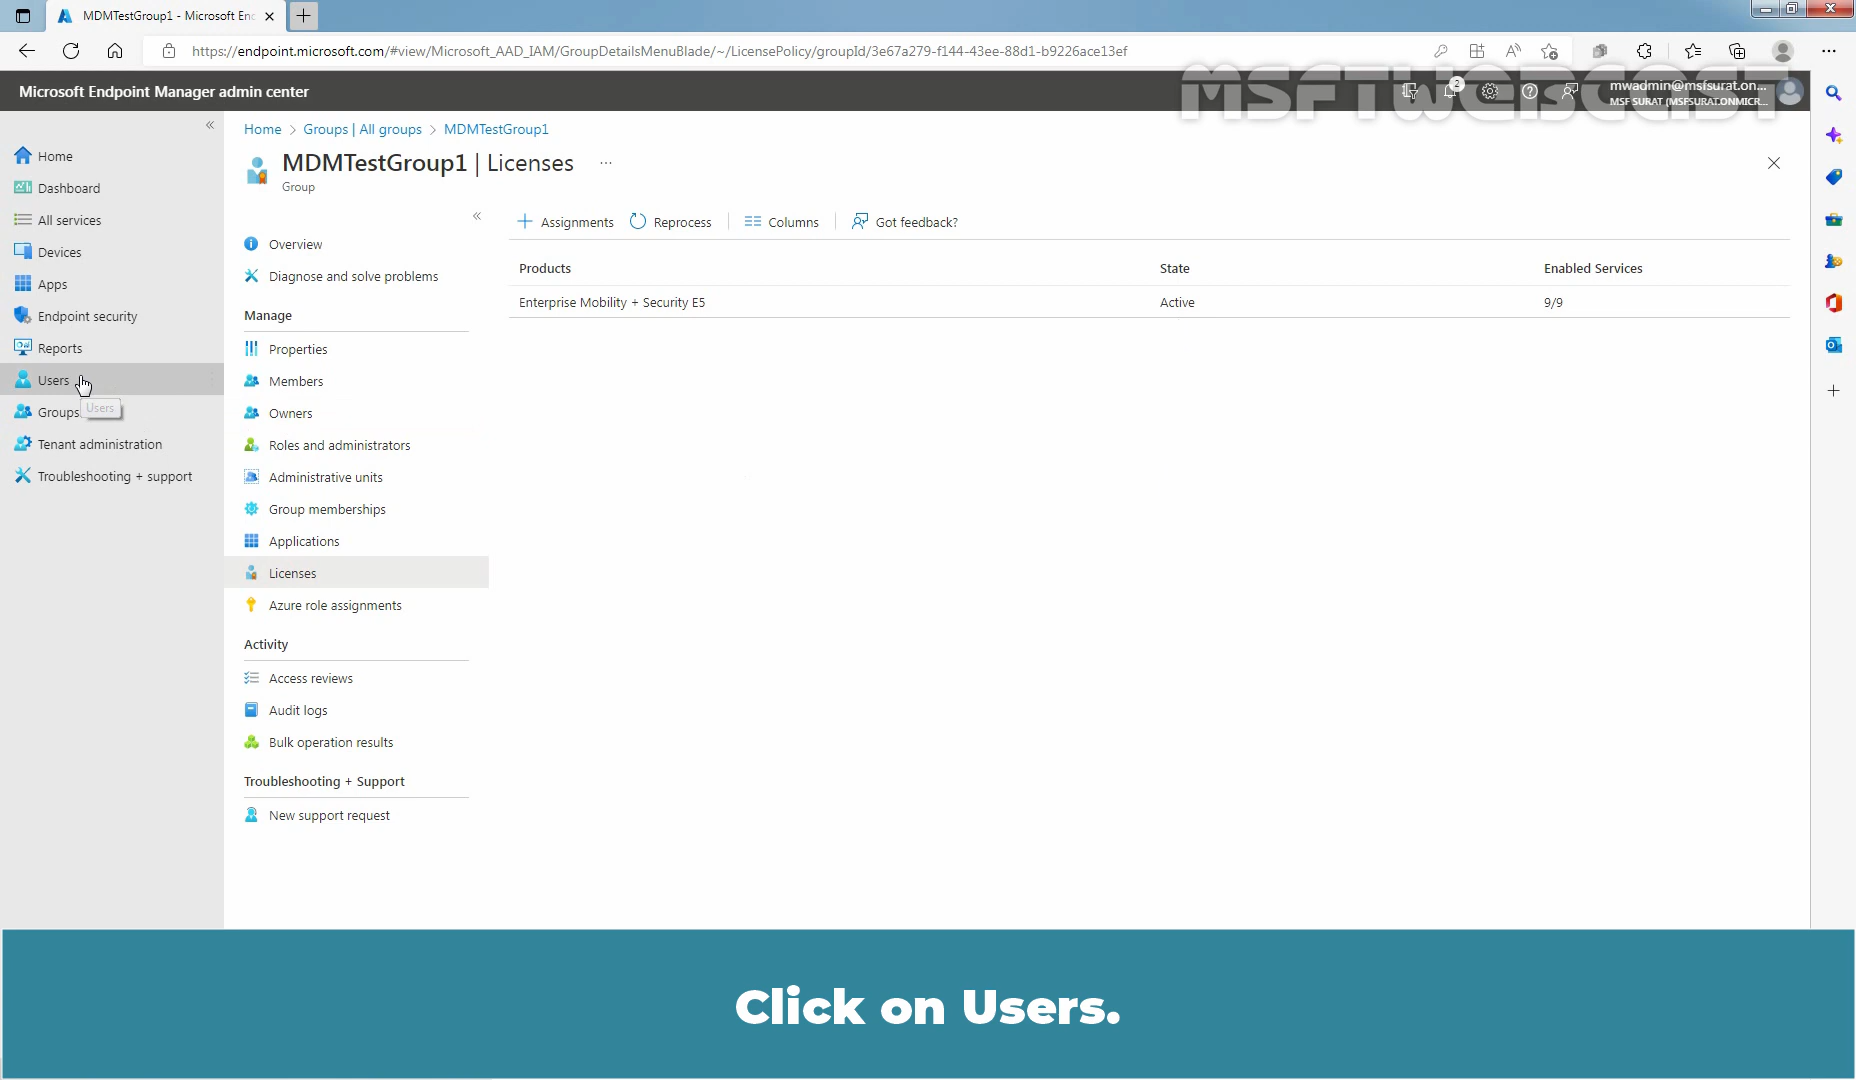 MDMTestGroup1 - Microsoft En
https://endpoint.microsoft.com/#view/Microsoft_AAD_IAM/GroupDetailsMenuBlade/~/LicensePolicy/groupId/3e67a279-f144-43ee-88d1-b9226ace13ef
Microsoft Endpoint Manager admin center
2
mwadmin@msfsurat.on...
MSF SURAT (MSFSURAT.ONMICR...
MSFTWEBCAST
Home > Groups | All groups > MDMTestGroup1
MDMTestGroup1 | Licenses ...
Group
Home
Dashboard
All services
Devices
Apps
Endpoint security
Reports
Users
Users
Groups
Tenant administration
Troubleshooting + support
Overview
Diagnose and solve problems
Manage
Properties
Members
Owners
Roles and administrators
Administrative units
Group memberships
Applications
Licenses
Azure role assignments
Activity
Access reviews
Audit logs
Bulk operation results
Troubleshooting + Support
New support request
Assignments Reprocess Columns Got feedback?
Products State Enabled Services
Enterprise Mobility + Security E5 Active 9/9
Click on Users.